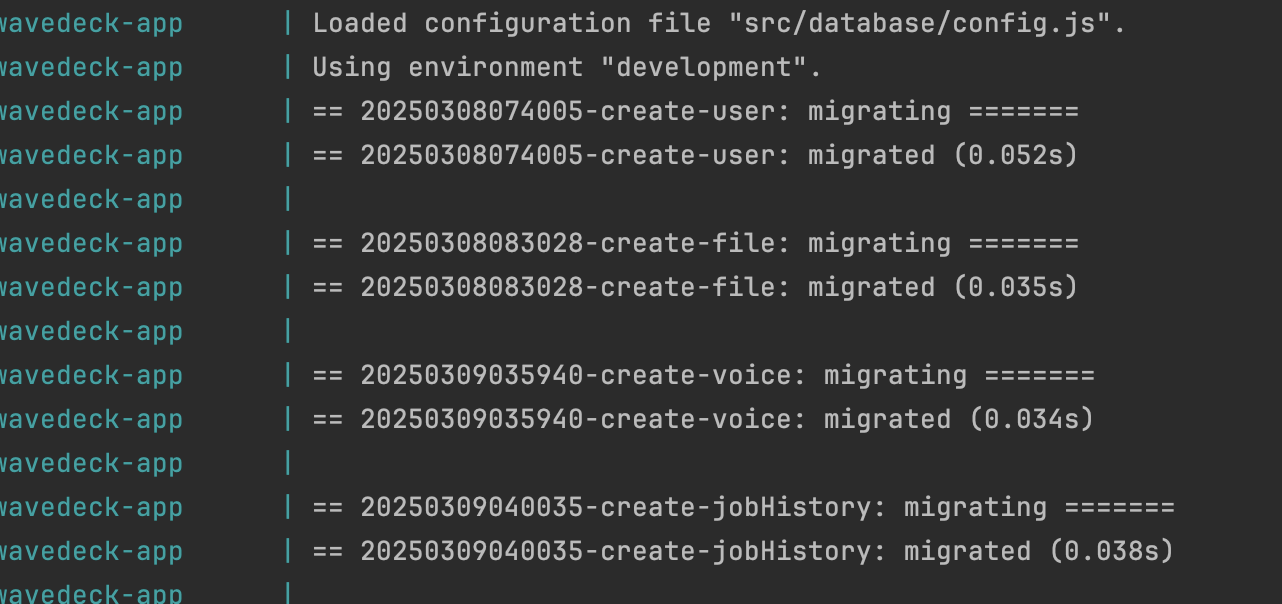 wavedeck-app | Loaded configuration file "src/database/config.js".
wavedeck-app | Using environment "development".
wavedeck-app | == 20250308074005-create-user: migrating =======
wavedeck-app | == 20250308074005-create-user: migrated (0.052s)
wavedeck-app |
wavedeck-app | == 20250308083028-create-file: migrating =======
wavedeck-app | == 20250308083028-create-file: migrated (0.035s)
wavedeck-app |
wavedeck-app | == 20250309035940-create-voice: migrating =======
wavedeck-app | == 20250309035940-create-voice: migrated (0.034s)
wavedeck-app |
wavedeck-app | == 20250309040035-create-jobHistory: migrating =======
wavedeck-app | == 20250309040035-create-jobHistory: migrated (0.038s)
wavedeck-app |